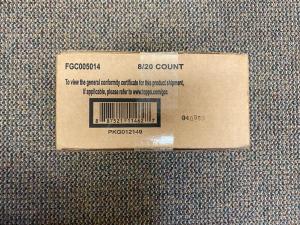 FGC005014 8/20 COUNT
To view the general conformity certificate for this product shipment,
if applicable, please refer to www.topps.com/gcc
PKG012149